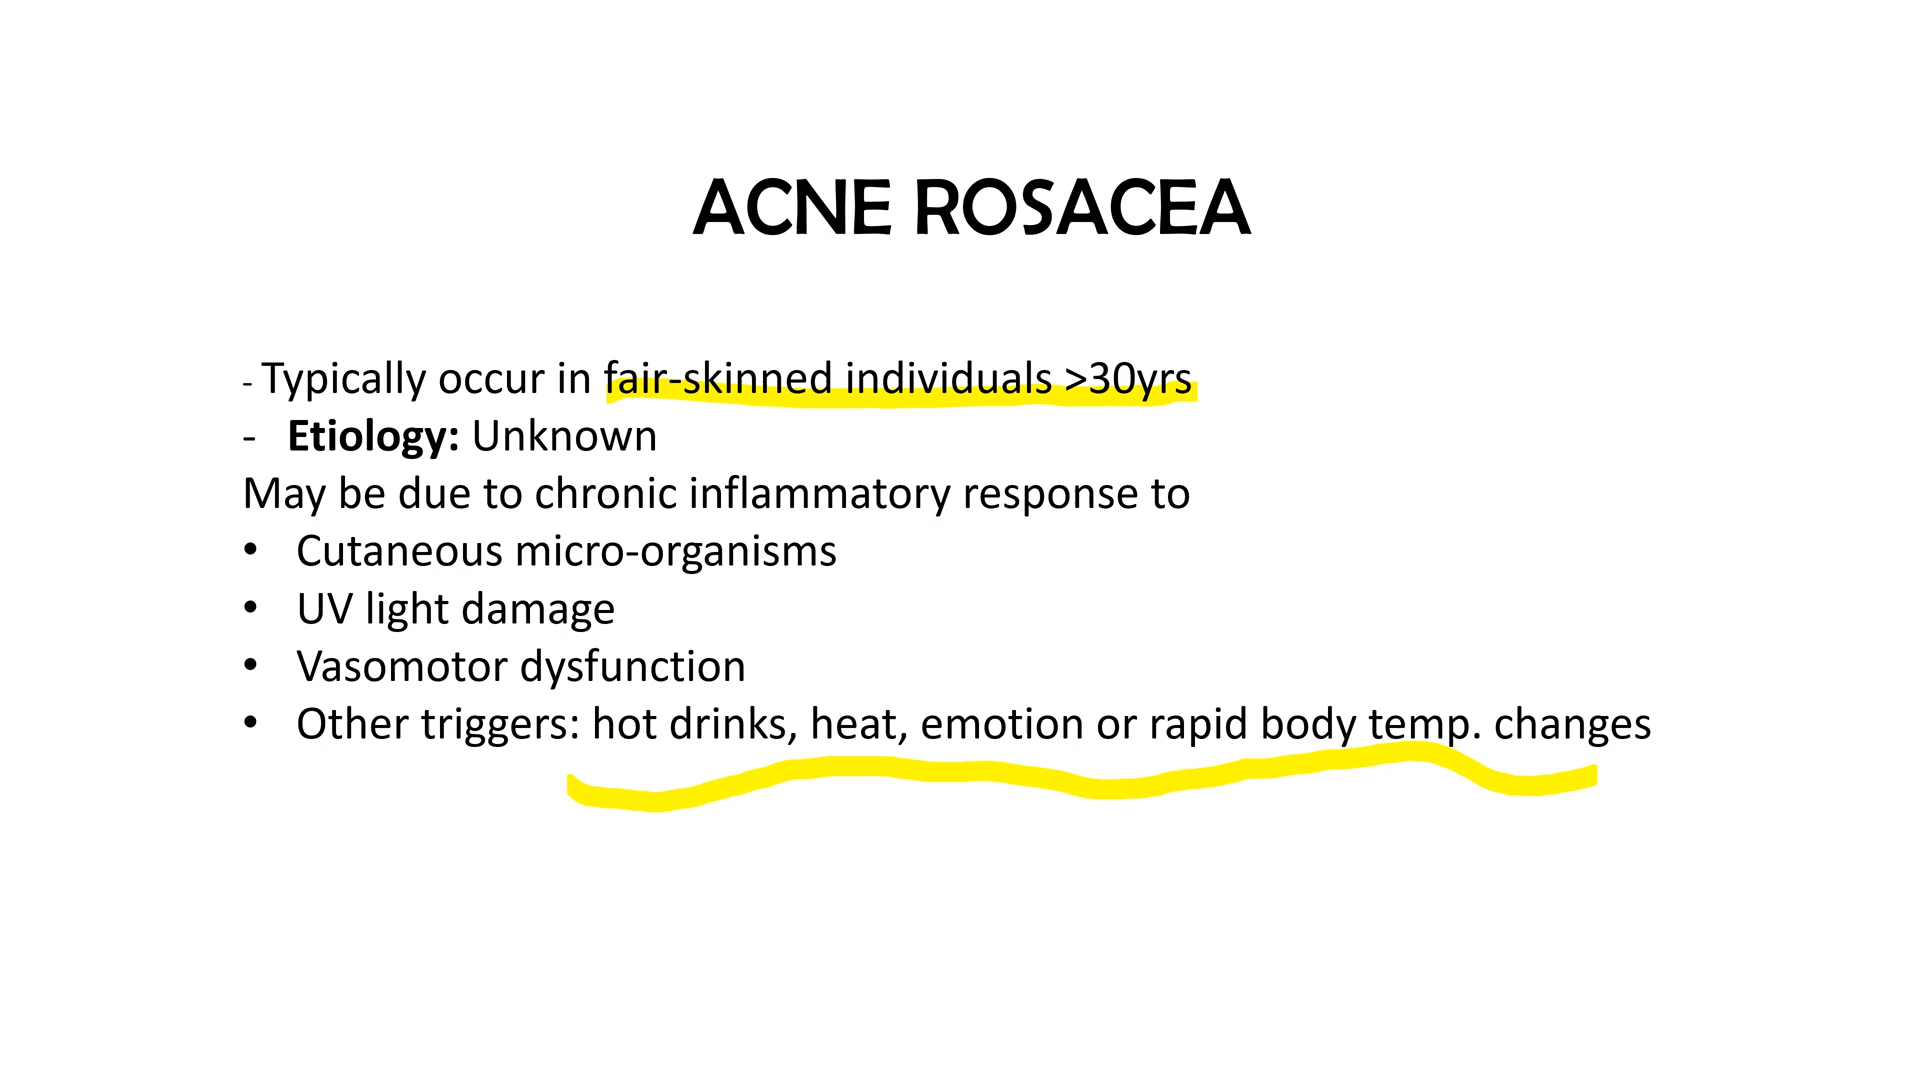 ACNE ROSACEA
- Typically occur in fair-skinned individuals >30yrs
- Etiology: Unknown
May be due to chronic inflammatory response to
• Cutaneous micro-organisms
• UV light damage
• Vasomotor dysfunction
• Other triggers: hot drinks, heat, emotion or rapid body temp. changes